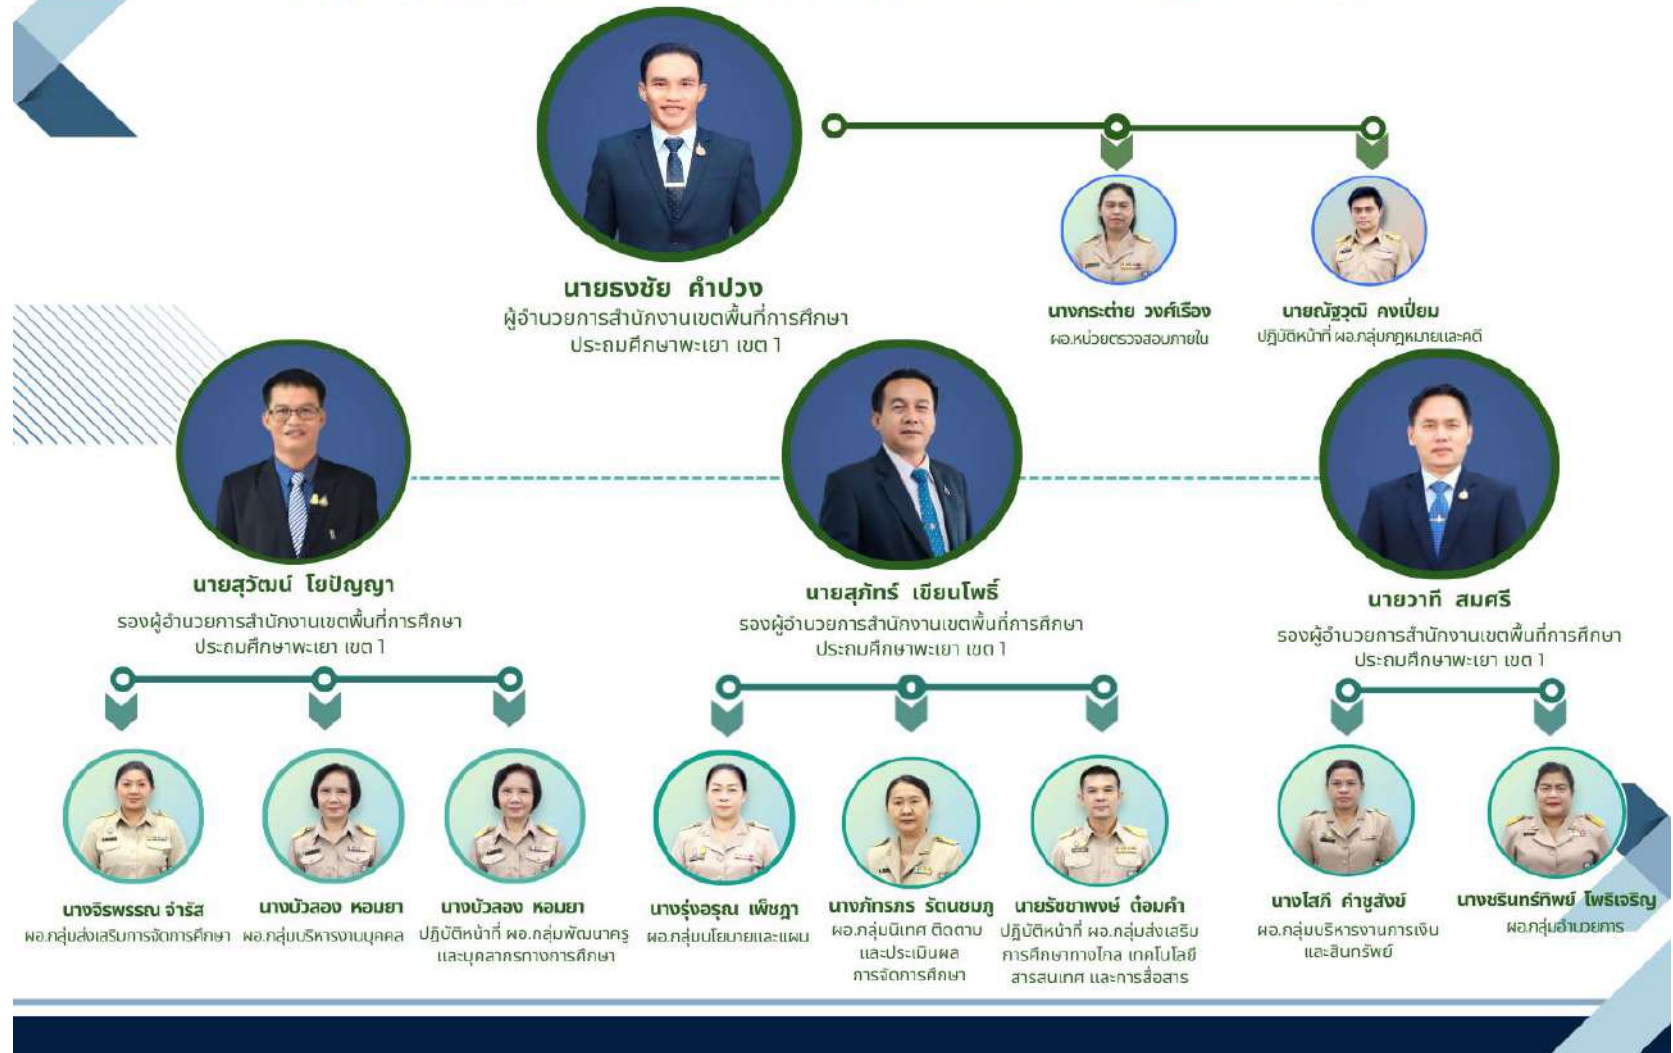 นายธงชัย คำปวง
ผู้อำนวยการสำนักงานเขตพื้นที่การศึกษา
ประถมศึกษาพะเยา เขต 1
นางกระต่าย วงศ์เรือง
ผอ.หน่วยตรวจสอบภายใน
นายณัฐวุฒิ คงเปี่ยม
ปฏิบัติหน้าที่ ผอ.กลุ่มกฎหมายและคดี
นายสุวัฒน์ โยปัญญา
รองผู้อำนวยการสำนักงานเขตพื้นที่การศึกษา
ประถมศึกษาพะเยา เขต 1
นายสุภัทร์ เขียนโพธิ์
รองผู้อำนวยการสำนักงานเขตพื้นที่การศึกษา
ประถมศึกษาพะเยา เขต 1
นายวาที สมศรี
รองผู้อำนวยการสำนักงานเขตพื้นที่การศึกษา
ประถมศึกษาพะเยา เขต 1
นางจิรพรรณ จำรัส
ผอ.กลุ่มส่งเสริมการจัดการศึกษา
นางบัวลอง หอมยา
ผอ.กลุ่มบริหารงานบุคคล
นางบัวลอง หอมยา
ปฏิบัติหน้าที่ ผอ.กลุ่มพัฒนาครู
และบุคลากรทางการศึกษา
นางรุ่งอรุณ เพ็ชฎา
ผอ.กลุ่มนโยบายและแผน
นางภัทรภร รัตนชมภู
ผอ.กลุ่มนิเทศ ติดตาม
และประเมินผล
การจัดการศึกษา
นายรัชชาพงษ์ ต๋อมคำ
ปฏิบัติหน้าที่ ผอ.กลุ่มส่งเสริม
การศึกษาทางไกล เทคโนโลยี
สารสนเทศ และการสื่อสาร
นางโสภี คำชูสังข์
ผอ.กลุ่มบริหารงานการเงิน
และสินทรัพย์
นางชรินทร์ทิพย์ โพธิเจริญ
ผอ.กลุ่มอำนวยการ